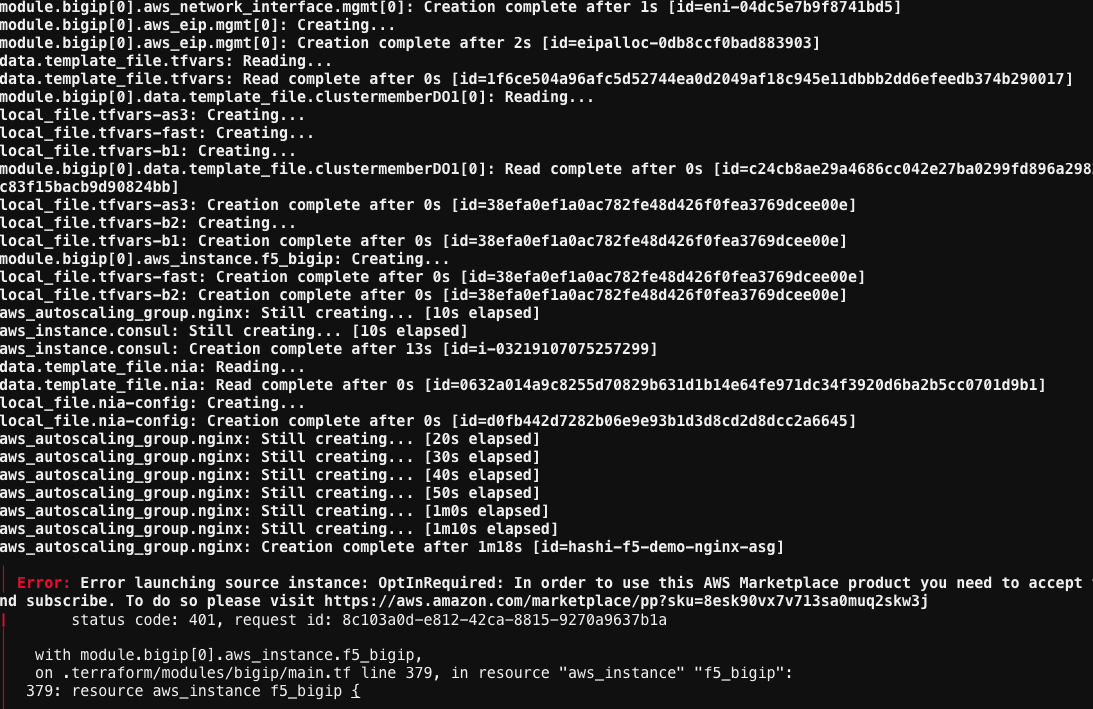 module.bigip[0].aws_network_interface.mgmt[0]: Creation complete after 1s [id=eni-04dc5e7b9f8741bd5]
module.bigip[0].aws_eip.mgmt[0]: Creating...
module.bigip[0].aws_eip.mgmt[0]: Creation complete after 2s [id=eipalloc-0db8ccf0bad883903]
data.template_file.tfvars: Reading...
data.template_file.tfvars: Read complete after 0s [id=1f6ce504a96afc5d52744ea0d2049af18c945e11dbbb2dd6efeedb374b290017]
module.bigip[0].data.template_file.clustermemberDO1[0]: Reading...
local_file.tfvars-as3: Creating...
local_file.tfvars-fast: Creating...
local_file.tfvars-b1: Creating...
module.bigip[0].data.template_file.clustermemberDO1[0]: Read complete after 0s [id=c24cb8ae29a4686cc042e27ba0299fd896a298
c83f15bacb9d90824bb]
local_file.tfvars-as3: Creation complete after 0s [id=38efa0ef1a0ac782fe48d426f0fea3769dcee00e]
local_file.tfvars-b2: Creating...
local_file.tfvars-b1: Creation complete after 0s [id=38efa0ef1a0ac782fe48d426f0fea3769dcee00e]
module.bigip[0].aws_instance.f5_bigip: Creating...
local_file.tfvars-fast: Creation complete after 0s [id=38efa0ef1a0ac782fe48d426f0fea3769dcee00e]
local_file.tfvars-b2: Creation complete after 0s [id=38efa0ef1a0ac782fe48d426f0fea3769dcee00e]
aws_autoscaling_group.nginx: Still creating... [10s elapsed]
aws_instance.consul: Still creating... [10s elapsed]
aws_instance.consul: Creation complete after 13s [id=i-03219107075257299]
data.template_file.nia: Reading...
data.template_file.nia: Read complete after 0s [id=0632a014a9c8255d70829b631d1b14e64fe971dc34f3920d6ba2b5cc0701d9b1]
local_file.nia-config: Creating...
local_file.nia-config: Creation complete after 0s [id=d0fb442d7282b06e9e93b1d3d8cd2d8dcc2a6645]
aws_autoscaling_group.nginx: Still creating... [20s elapsed]
aws_autoscaling_group.nginx: Still creating... [30s elapsed]
aws_autoscaling_group.nginx: Still creating... [40s elapsed]
aws_autoscaling_group.nginx: Still creating... [50s elapsed]
aws_autoscaling_group.nginx: Still creating... [1m0s elapsed]
aws_autoscaling_group.nginx: Still creating... [1m10s elapsed]
aws_autoscaling_group.nginx: Creation complete after 1m18s [id=hashi-f5-demo-nginx-asg]
Error: Error launching source instance: OptInRequired: In order to use this AWS Marketplace product you need to accept
nd subscribe. To do so please visit https://aws.amazon.com/marketplace/pp?sku=8esk90vx7v713sa0muq2skw3j
status code: 401, request id: 8c103a0d-e812-42ca-8815-9270a9637b1a
with module.bigip[0].aws_instance.f5_bigip,
on .terraform/modules/bigip/main.tf line 379, in resource "aws_instance" "f5_bigip":
379: resource aws_instance f5_bigip {